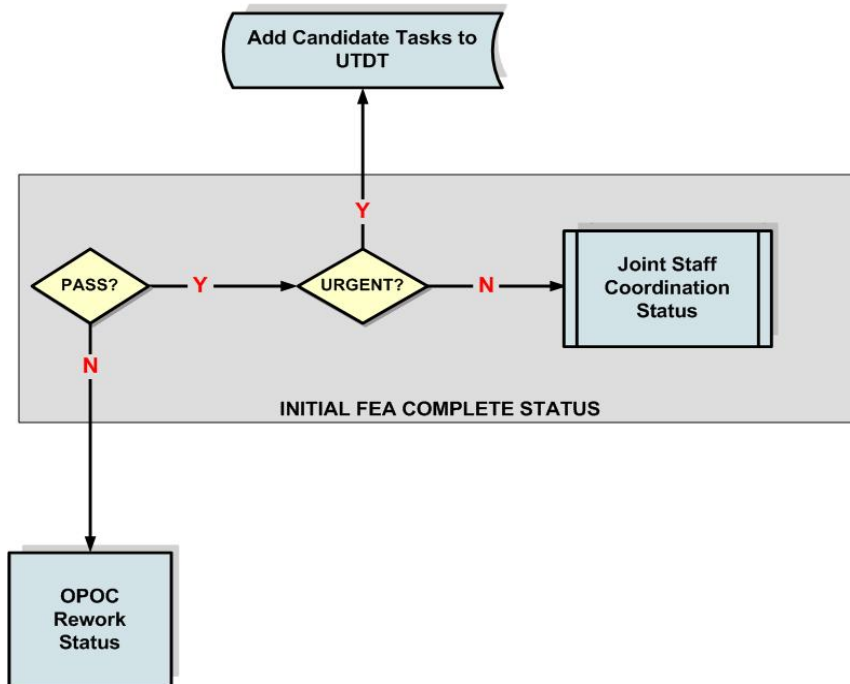 Add Candidate Tasks to
UTDT
Y
PASS?
Y
URGENT?
N
Joint Staff
Coordination
Status
N
INITIAL FEA COMPLETE STATUS
OPOC
Rework
Status